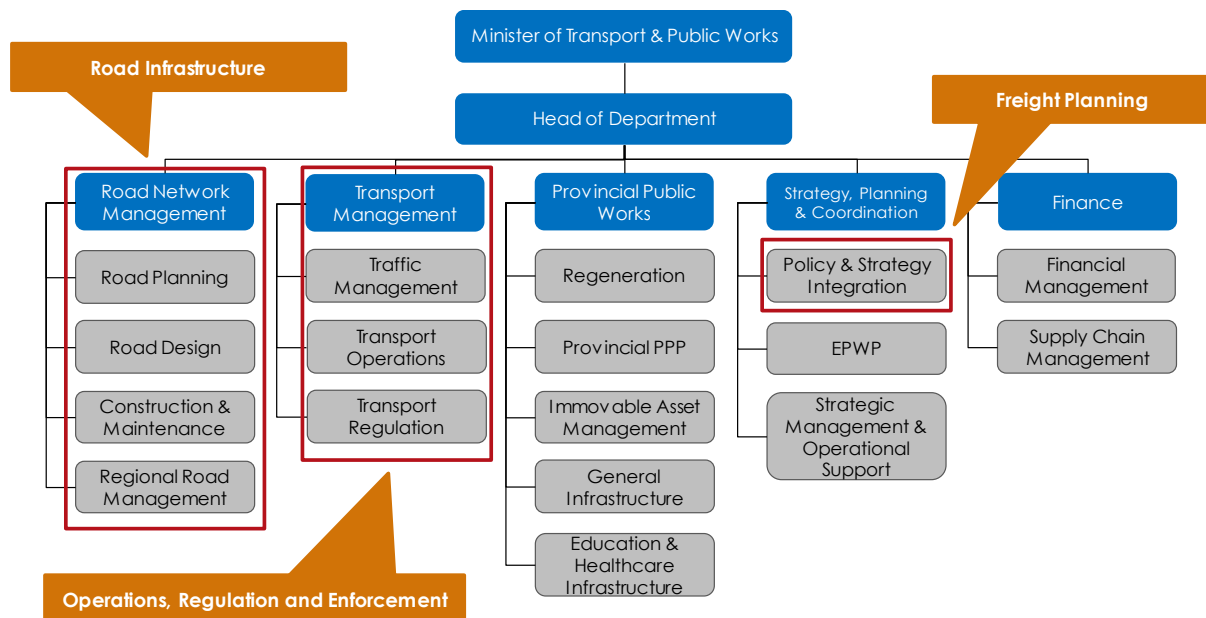 Minister of Transport & Public Works
Road Infrastructure
Freight Planning
Head of Department
Road Network
Management
Road Planning
Road Design
Construction &
Maintenance
Regional Road
Management
Transport
Management
Traffic
Management
Transport
Operations
Transport
Regulation
Provincial Public
Works
Regeneration
Provincial PPP
Immovable Asset
Management
General
Infrastructure
Education &
Healthcare
Infrastructure
Strategy, Planning
& Coordination
Policy & Strategy
Integration
EPWP
Strategic
Management &
Operational
Support
Finance
Financial
Management
Supply Chain
Management
Operations, Regulation and Enforcement